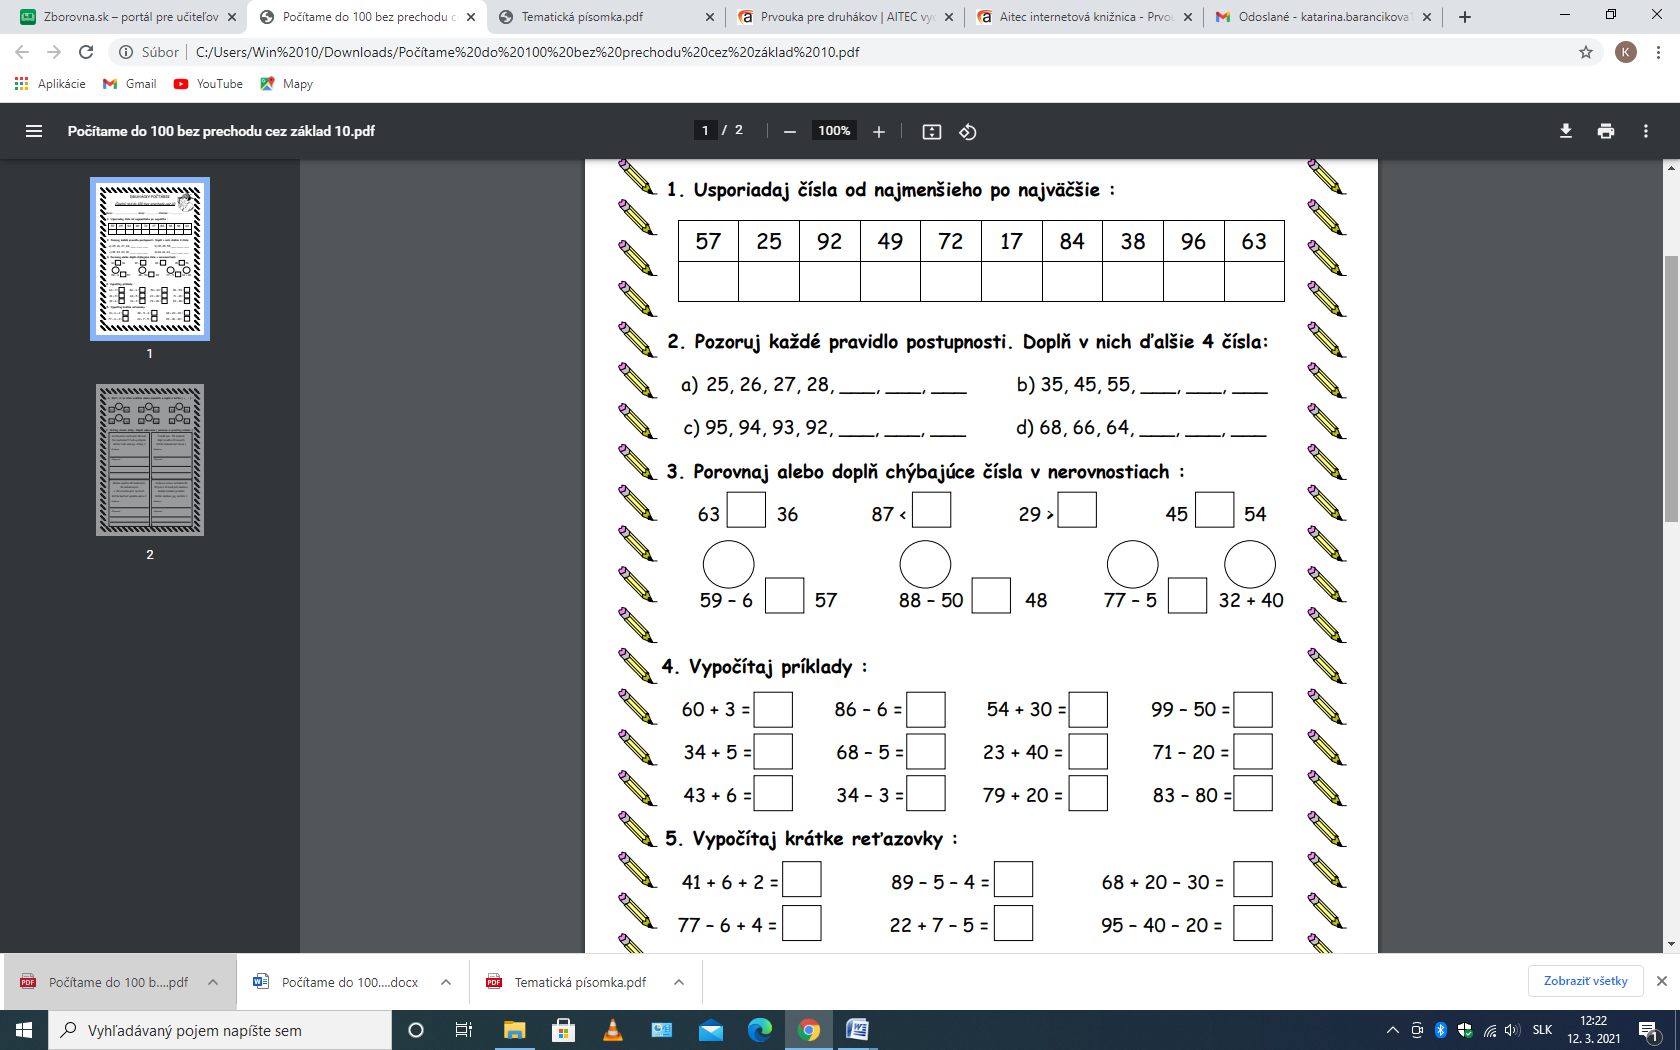 Zborovna.sk – portál pre učiteľov
Počítame do 100 bez prechodu c
Tematická písomka.pdf
Prvouka pre druhákov | AITEC vyd
Aitec internetová knižnica - Prvou
Odoslané - katarina.barancikova1
Súbor
C:/Users/Win%2010/Downloads/Počítame%20do%20100%20bez%20prechodu%20cez%20základ%2010.pdf
K
Aplikácie Gmail YouTube Mapy
Počítame do 100 bez prechodu cez základ 10.pdf
1 / 2 — 100% +
1
2
1. Usporiadaj čísla od najmenšieho po najväčšie :
57 25 92 49 72 17 84 38 96 63
2. Pozoruj každé pravidlo postupnosti. Doplň v nich ďalšie 4 čísla:
a) 25, 26, 27, 28, ___, ___, ___ b) 35, 45, 55, ___, ___, ___
c) 95, 94, 93, 92, ___, ___, ___ d) 68, 66, 64, ___, ___, ___
3. Porovnaj alebo doplň chýbajúce čísla v nerovnostiach :
63 36 87 < 29 > 45 54
59 – 6 57 88 – 50 48 77 – 5 32 + 40
4. Vypočítaj príklady :
60 + 3 = 86 – 6 = 54 + 30 = 99 – 50 =
34 + 5 = 68 – 5 = 23 + 40 = 71 – 20 =
43 + 6 = 34 – 3 = 79 + 20 = 83 – 80 =
5. Vypočítaj krátke reťazovky :
41 + 6 + 2 = 89 – 5 – 4 = 68 + 20 – 30 =
77 – 6 + 4 = 22 + 7 – 5 = 95 – 40 – 20 =
Počítame do 100 b....pdf
Počítame do 100....docx
Tematická písomka.pdf
Zobraziť všetky
Vyhľadávaný pojem napíšte sem
SLK
12:22
12. 3. 2021
1